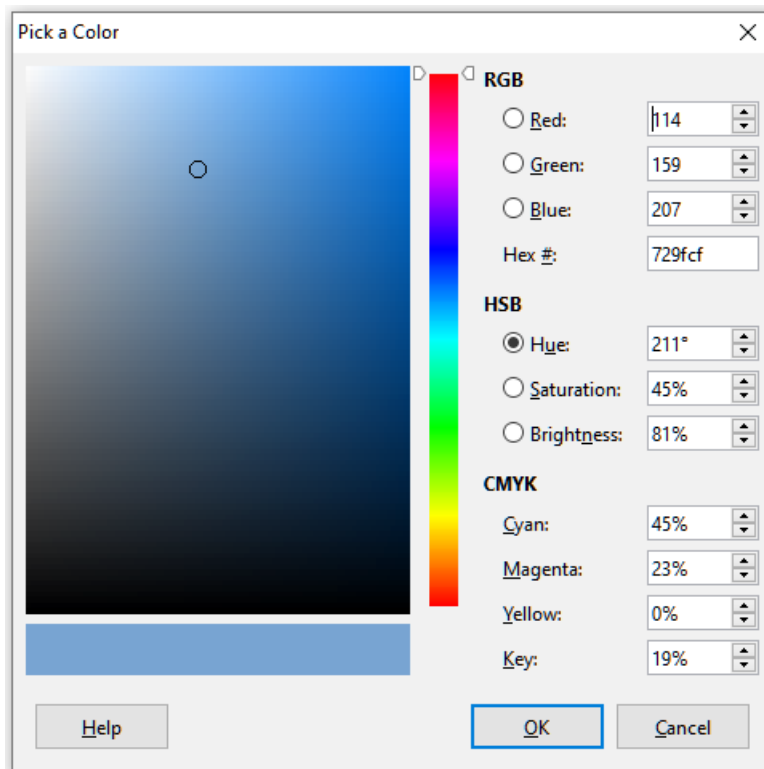 Pick a Color
RGB
Red: 114
Green: 159
Blue: 207
Hex #: 729fcf
HSB
Hue: 211°
Saturation: 45%
Brightness: 81%
CMYK
Cyan: 45%
Magenta: 23%
Yellow: 0%
Key: 19%
Help OK Cancel